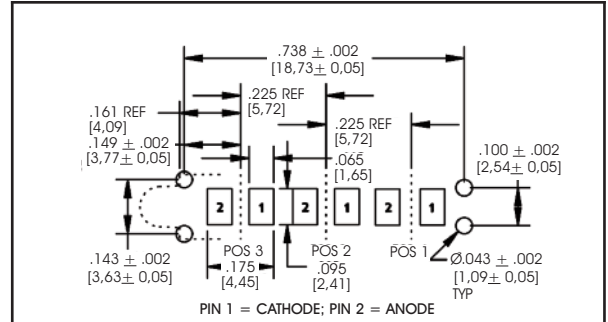 .738 ± .002
[18,73± 0,05]
.225 REF
[5,72]
.161 REF
[4,09]
.149 ± .002
[3,77± 0,05]
.225 REF
[5,72]
.065
[1,65]
.100 ± .002
[2,54± 0,05]
2 1 2 1 2 1
POS 3 POS 2 POS 1
.143 ± .002
[3,63± 0,05]
.175
[4,45]
.095
[2,41]
Ø.043 ± .002
[1,09± 0,05]
TYP
PIN 1 = CATHODE; PIN 2 = ANODE